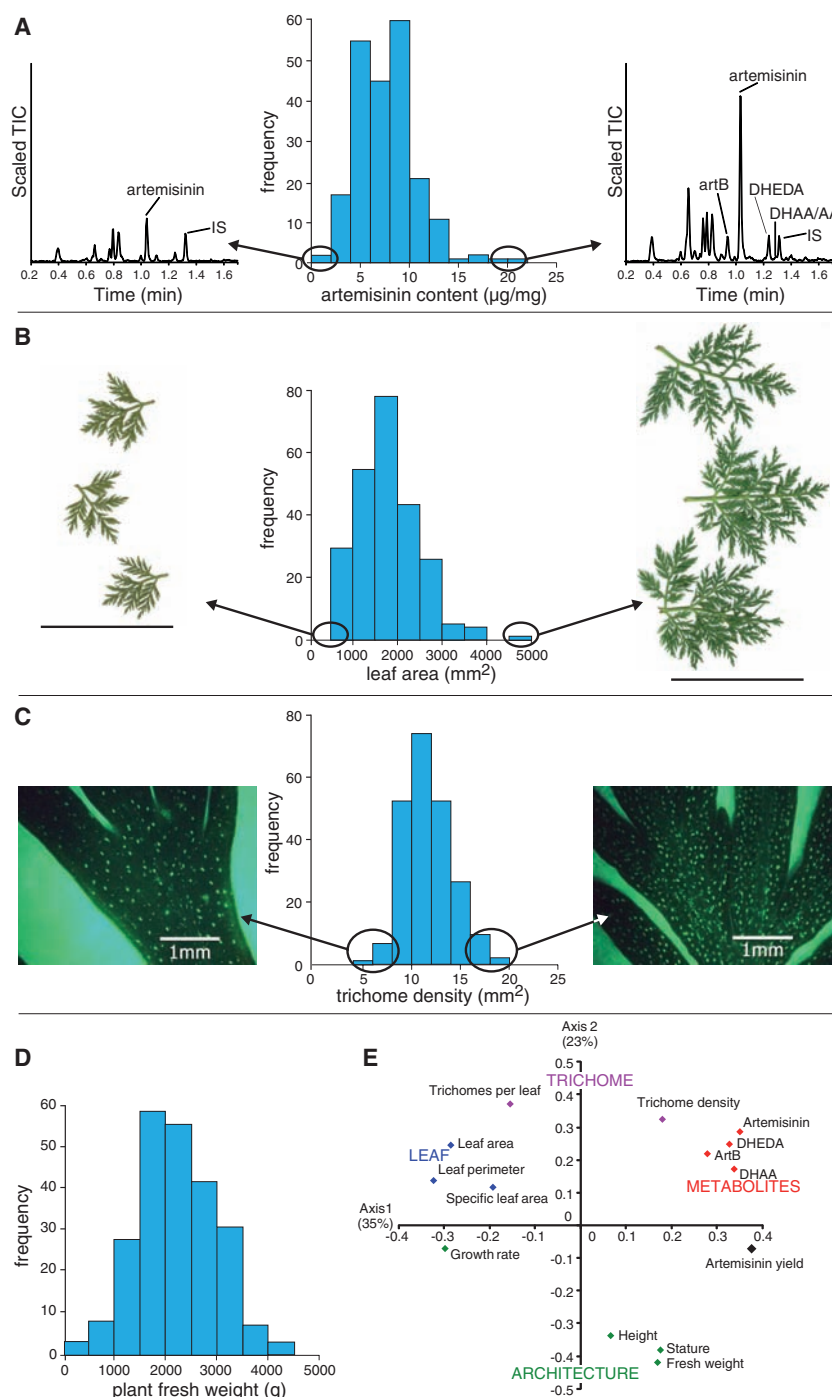 A
Scaled TIC
artemisinin
IS
0.2 0.4 0.6 0.8 1.0 1.2 1.4 1.6
Time (min)
frequency
60
50
40
30
20
10
0
0 5 10 15 20 25
artemisinin content (µg/mg)
Scaled TIC
artemisinin
artB
DHEDA
DHAA/AA
IS
0.2 0.4 0.6 0.8 1.0 1.2 1.4 1.6
Time (min)
B
frequency
100
80
60
40
20
0
0 1000 2000 3000 4000 5000
leaf area (mm2)
C
1mm
frequency
80
60
40
20
0
0 5 10 15 20 25
trichome density (mm2)
1mm
D
frequency
60
50
40
30
20
10
0
0 1000 2000 3000 4000 5000
plant fresh weight (g)
E
Axis 2
(23%)
0.5
0.4
0.3
0.2
0.1
0
-0.1
-0.2
-0.3
-0.4
-0.5
Axis1
(35%)
-0.4 -0.3 -0.2 -0.1 0 0.1 0.2 0.3 0.4
TRICHOME
Trichomes per leaf
Trichome density
Artemisinin
DHEDA
ArtB
DHAA
METABOLITES
LEAF
Leaf area
Leaf perimeter
Specific leaf area
Growth rate
Artemisinin yield
Height
Stature
Fresh weight
ARCHITECTURE